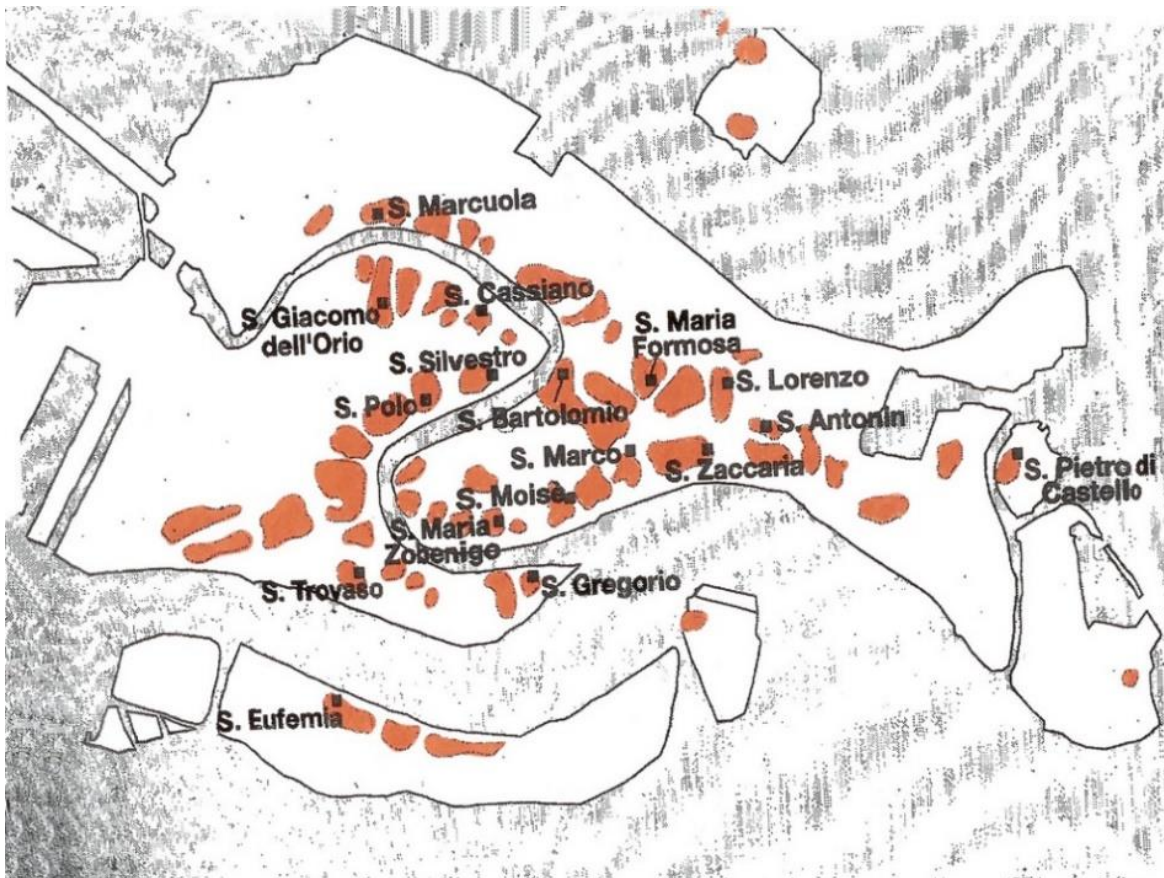 S. Marcuola
S. Cassiano
S. Giacomo
dell'Orio
S. Maria
Formosa
S. Silvestro
S. Lorenzo
S. Polo
S. Bartolomio
S. Antonin
S. Marco
S. Zaccaria
S. Pietro di
Castello
S. Moisè
S. Maria
Zobenigo
S. Trovaso
S. Gregorio
S. Eufemia